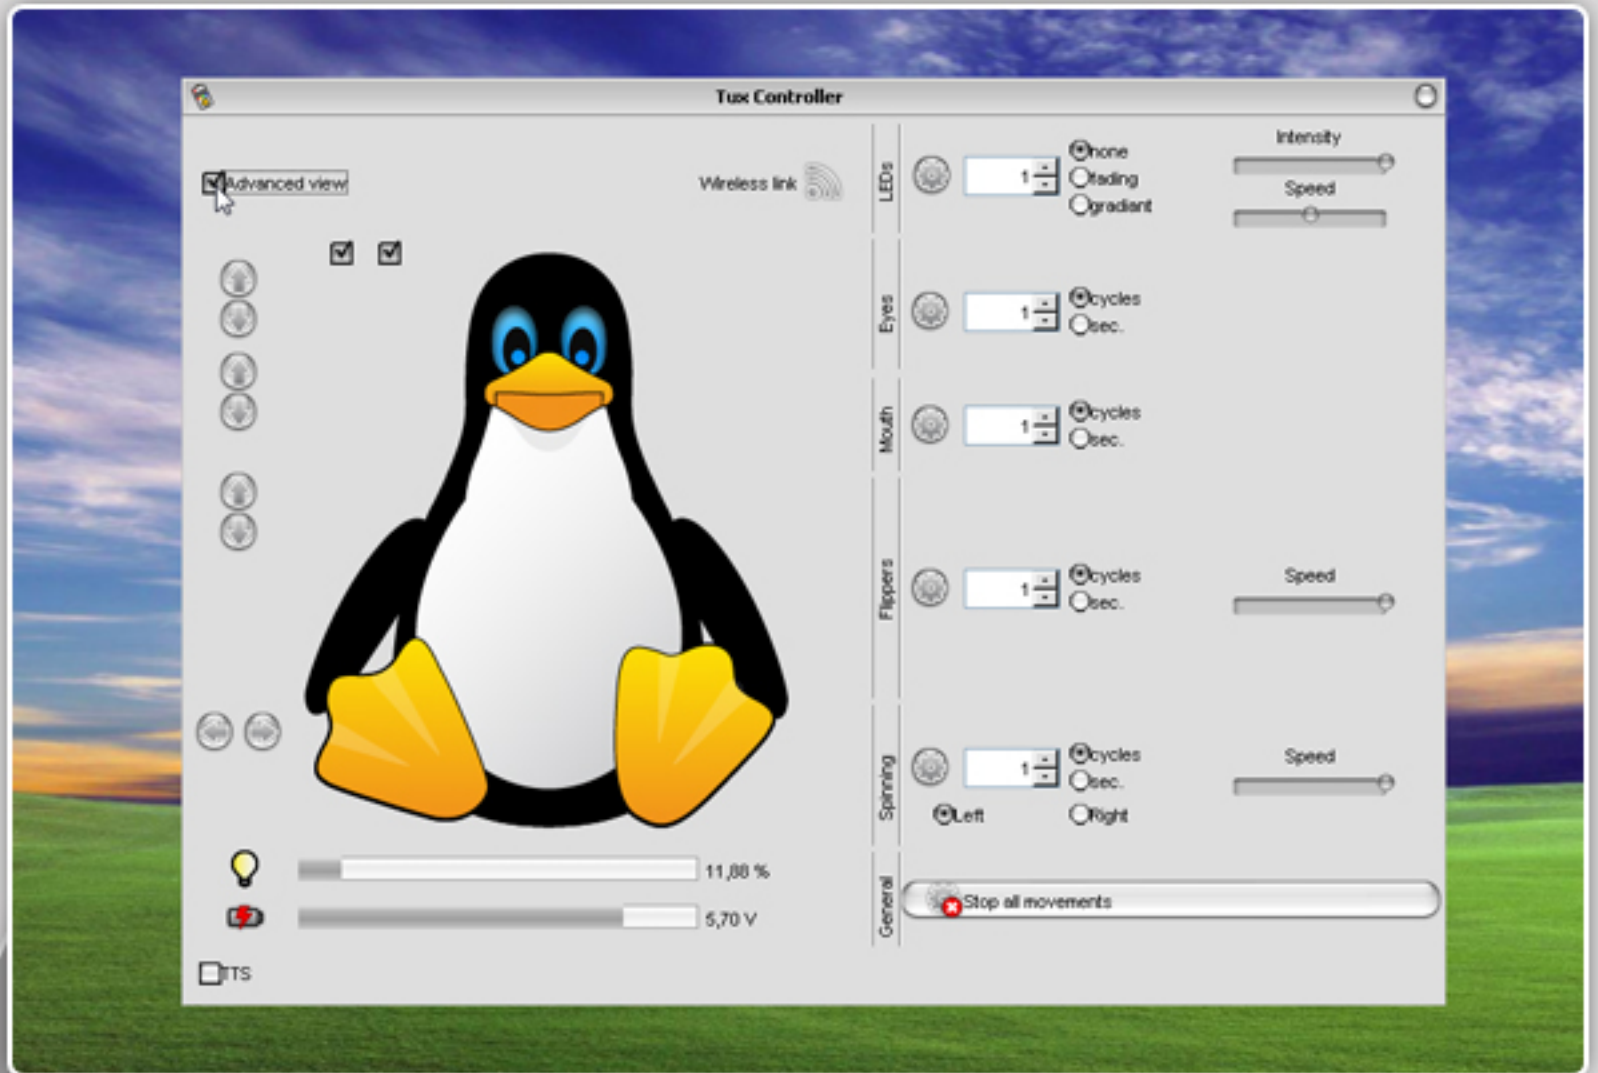 Tux Controller
Advanced view
Wireless link
LEDs
1
none
fading
gradiant
Intensity
Speed
Eyes
1
cycles
sec.
Mouth
1
cycles
sec.
Flippers
1
cycles
sec.
Speed
Spinning
1
cycles
sec.
Speed
Left
Right
11,88 %
5,70 V
General
Stop all movements
TTS